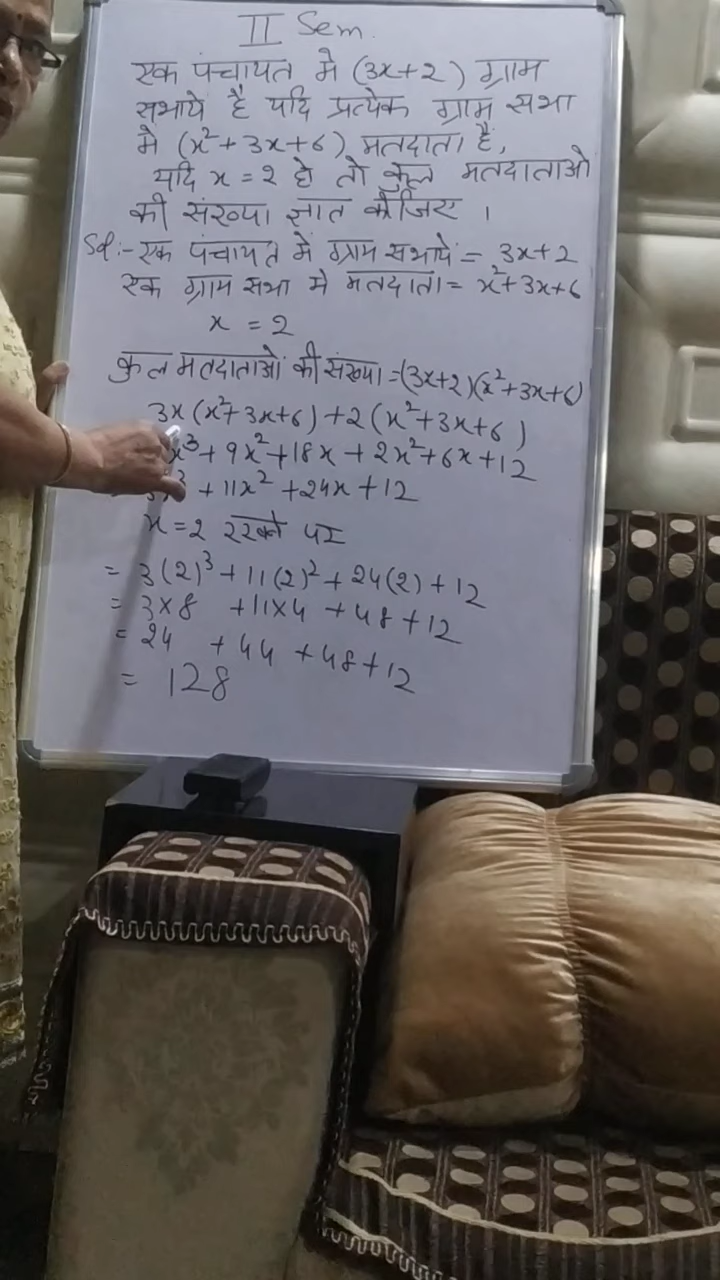 II Sem.
एक पंचायत मे (3x+2) ग्राम
सभाये है यदि प्रत्येक ग्राम सभा
मे (x²+3x+6) मतदाता है,
यदि x = 2 हो तो कुल मतदाताओ
की संख्या ज्ञात कीजिए ।
Sol:- एक पंचायत में ग्राम सभाये = 3x+2
एक ग्राम सभा मे मतदाता = x²+3x+6
x = 2
कुल मतदाताओं की संख्या =(3x+2)(x²+3x+6)
3x(x²+3x+6)+2(x²+3x+6)
x³+9x²+18x+2x²+6x+12
3x³+11x²+24x+12
x=2 रखने पर
= 3(2)³+11(2)²+24(2)+12
= 3×8 +11×4 +48+12
= 24 +44 +48+12
= 128